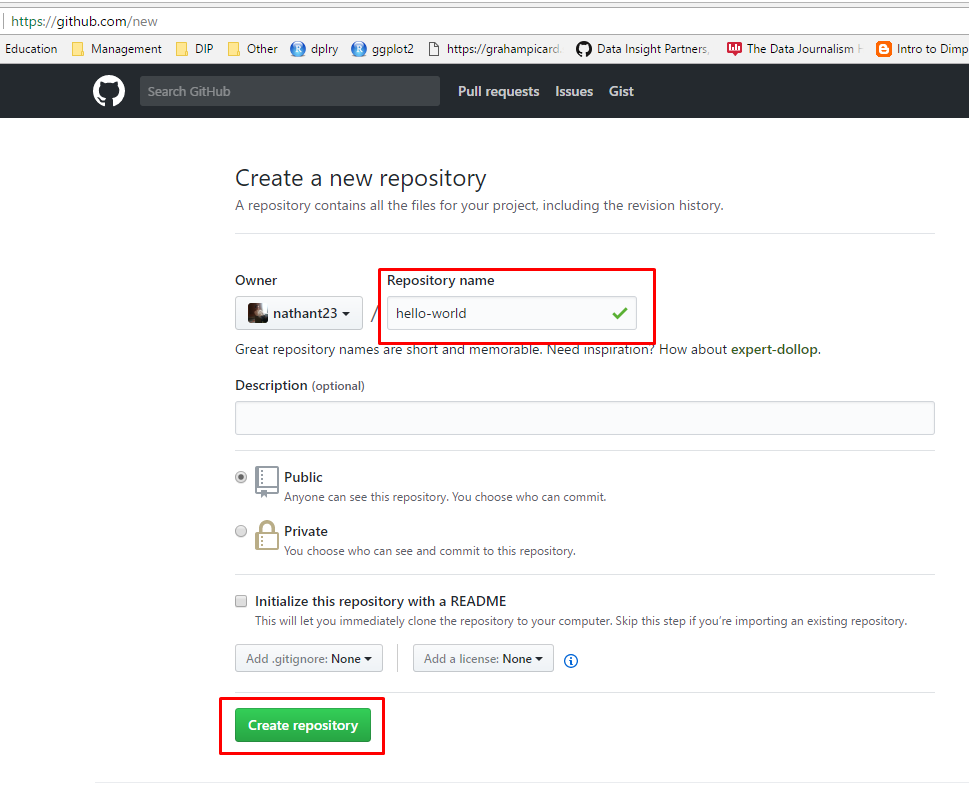 https://github.com/new
Education Management DIP Other dplry ggplot2 https://grahampicard. Data Insight Partners, The Data Journalism H Intro to Dimp
Search GitHub Pull requests Issues Gist
Create a new repository
A repository contains all the files for your project, including the revision history.
Owner Repository name
nathant23 / hello-world
Great repository names are short and memorable. Need inspiration? How about expert-dollop.
Description (optional)
Public
Anyone can see this repository. You choose who can commit.
Private
You choose who can see and commit to this repository.
Initialize this repository with a README
This will let you immediately clone the repository to your computer. Skip this step if you're importing an existing repository.
Add .gitignore: None Add a license: None
Create repository